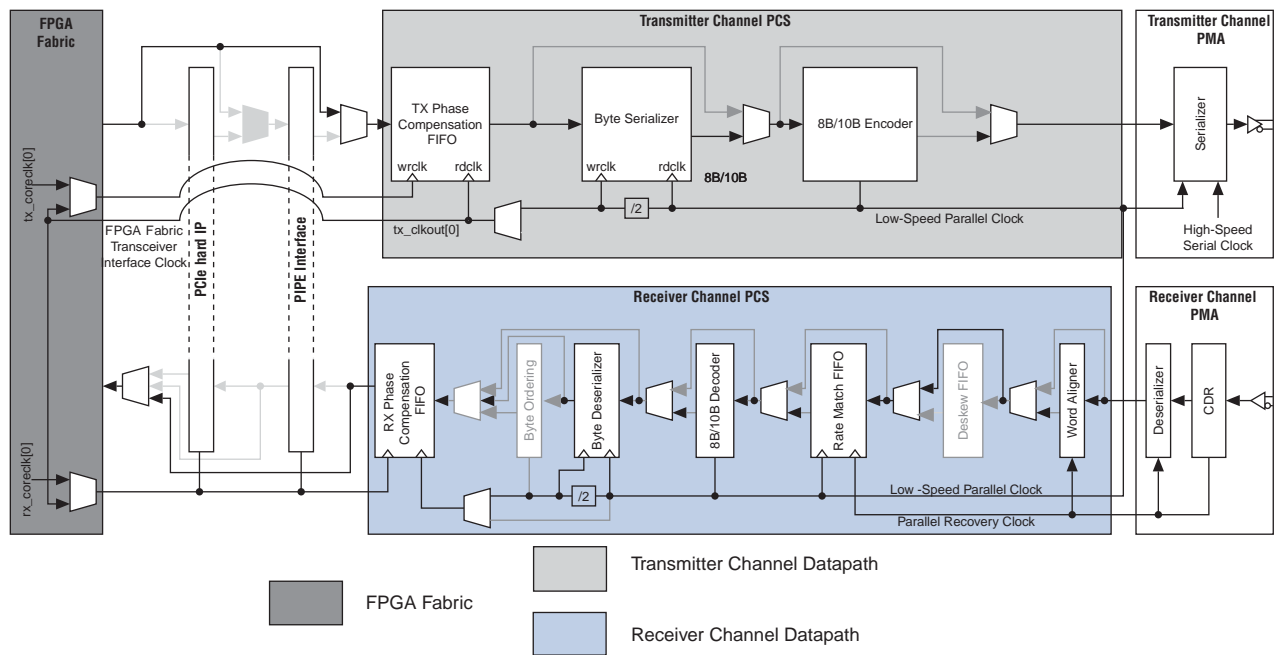 FPGA
Fabric
Transmitter Channel PCS
Transmitter Channel
PMA
TX Phase
Compensation
FIFO
wrclk
rdclk
Byte Serializer
wrclk
rdclk
8B/10B
8B/10B Encoder
Serializer
tx_coreclk[0]
/2
Low-Speed Parallel Clock
High-Speed
Serial Clock
FPGA Fabric
Transceiver
Interface Clock
tx_clkout[0]
PCIe hard IP
PIPE Interface
Receiver Channel PCS
Receiver Channel
PMA
RX Phase
Compensation
FIFO
Byte Ordering
Byte Deserializer
8B/10B Decoder
Rate Match FIFO
Deskew FIFO
Word Aligner
Deserializer
CDR
rx_coreclk[0]
/2
Low -Speed Parallel Clock
Parallel Recovery Clock
Transmitter Channel Datapath
FPGA Fabric
Receiver Channel Datapath